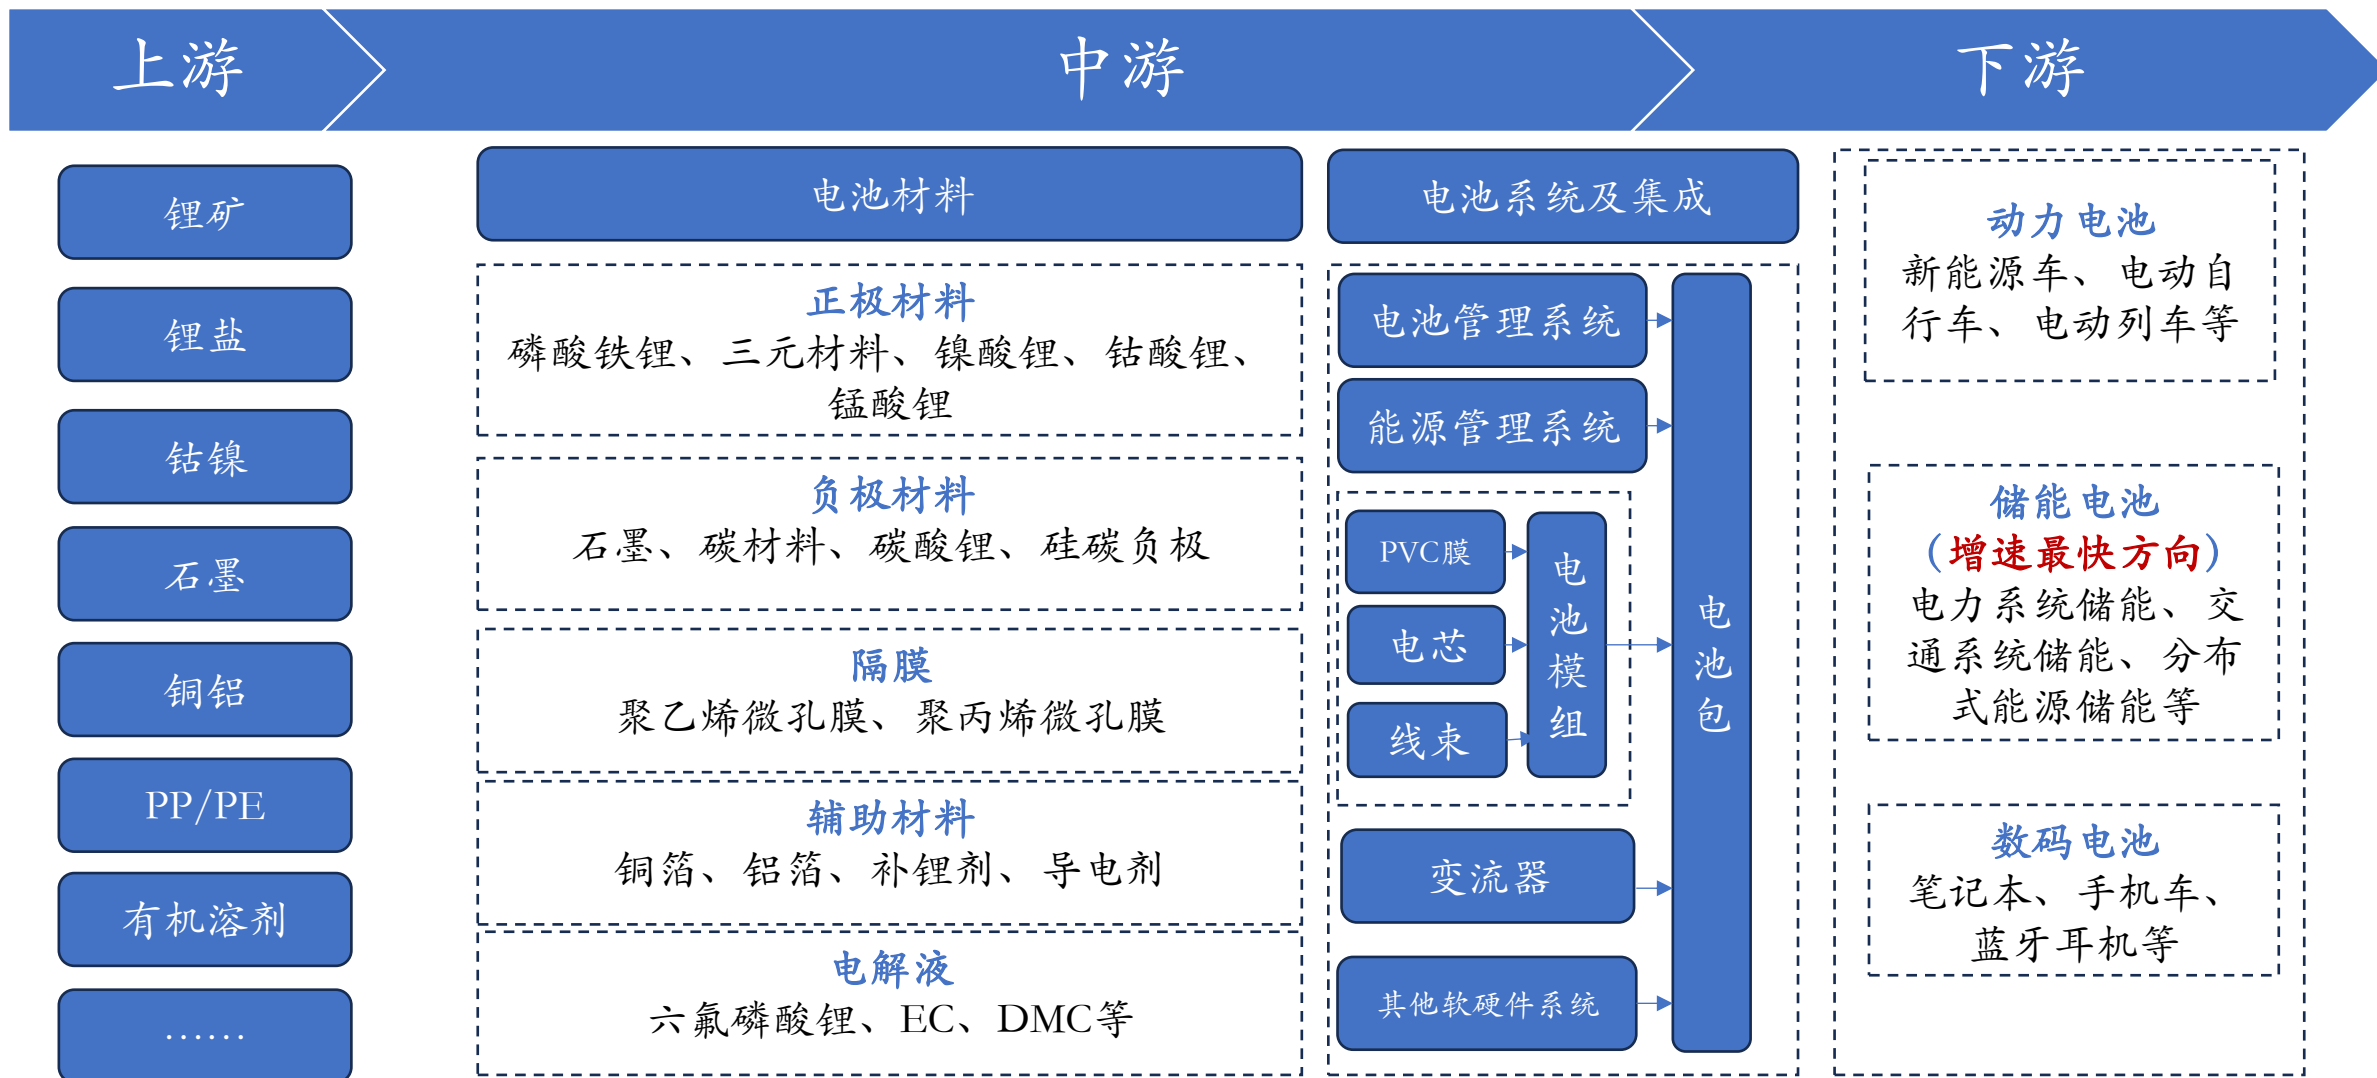 上游
中游
下游
锂矿
锂盐
钴镍
石墨
铜铝
PP/PE
有机溶剂
······
电池材料
正极材料
磷酸铁锂、三元材料、镍酸锂、钴酸锂、
锰酸锂
负极材料
石墨、碳材料、碳酸锂、硅碳负极
隔膜
聚乙烯微孔膜、聚丙烯微孔膜
辅助材料
铜箔、铝箔、补锂剂、导电剂
电解液
六氟磷酸锂、EC、DMC等
电池系统及集成
电池管理系统
能源管理系统
PVC膜
电芯
线束
电池模组
变流器
其他软硬件系统
电池包
动力电池
新能源车、电动自
行车、电动列车等
储能电池
（增速最快方向）
电力系统储能、交
通系统储能、分布
式能源储能等
数码电池
笔记本、手机车、
蓝牙耳机等